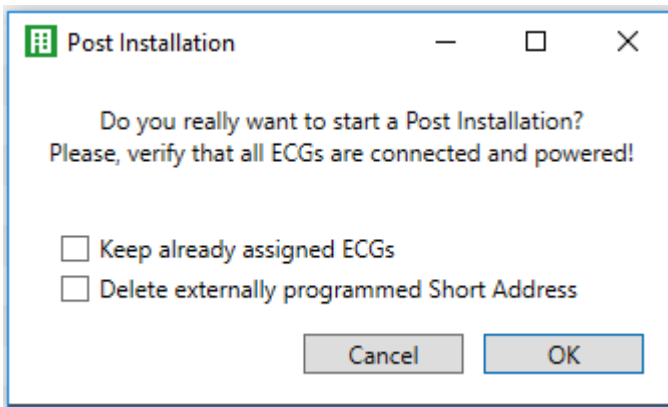 Post Installation
Do you really want to start a Post Installation?
Please, verify that all ECGs are connected and powered!
Keep already assigned ECGs
Delete externally programmed Short Address
Cancel
OK